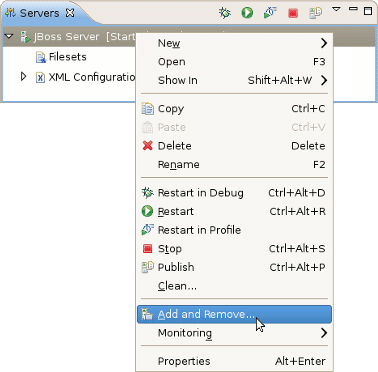 Servers
JBoss Server [Start
Filesets
XML Configuratio
New
Open F3
Show In Shift+Alt+W
Copy Ctrl+C
Paste Ctrl+V
Delete Delete
Rename F2
Restart in Debug Ctrl+Alt+D
Restart Ctrl+Alt+R
Restart in Profile
Stop Ctrl+Alt+S
Publish Ctrl+Alt+P
Clean...
Add and Remove...
Monitoring
Properties Alt+Enter